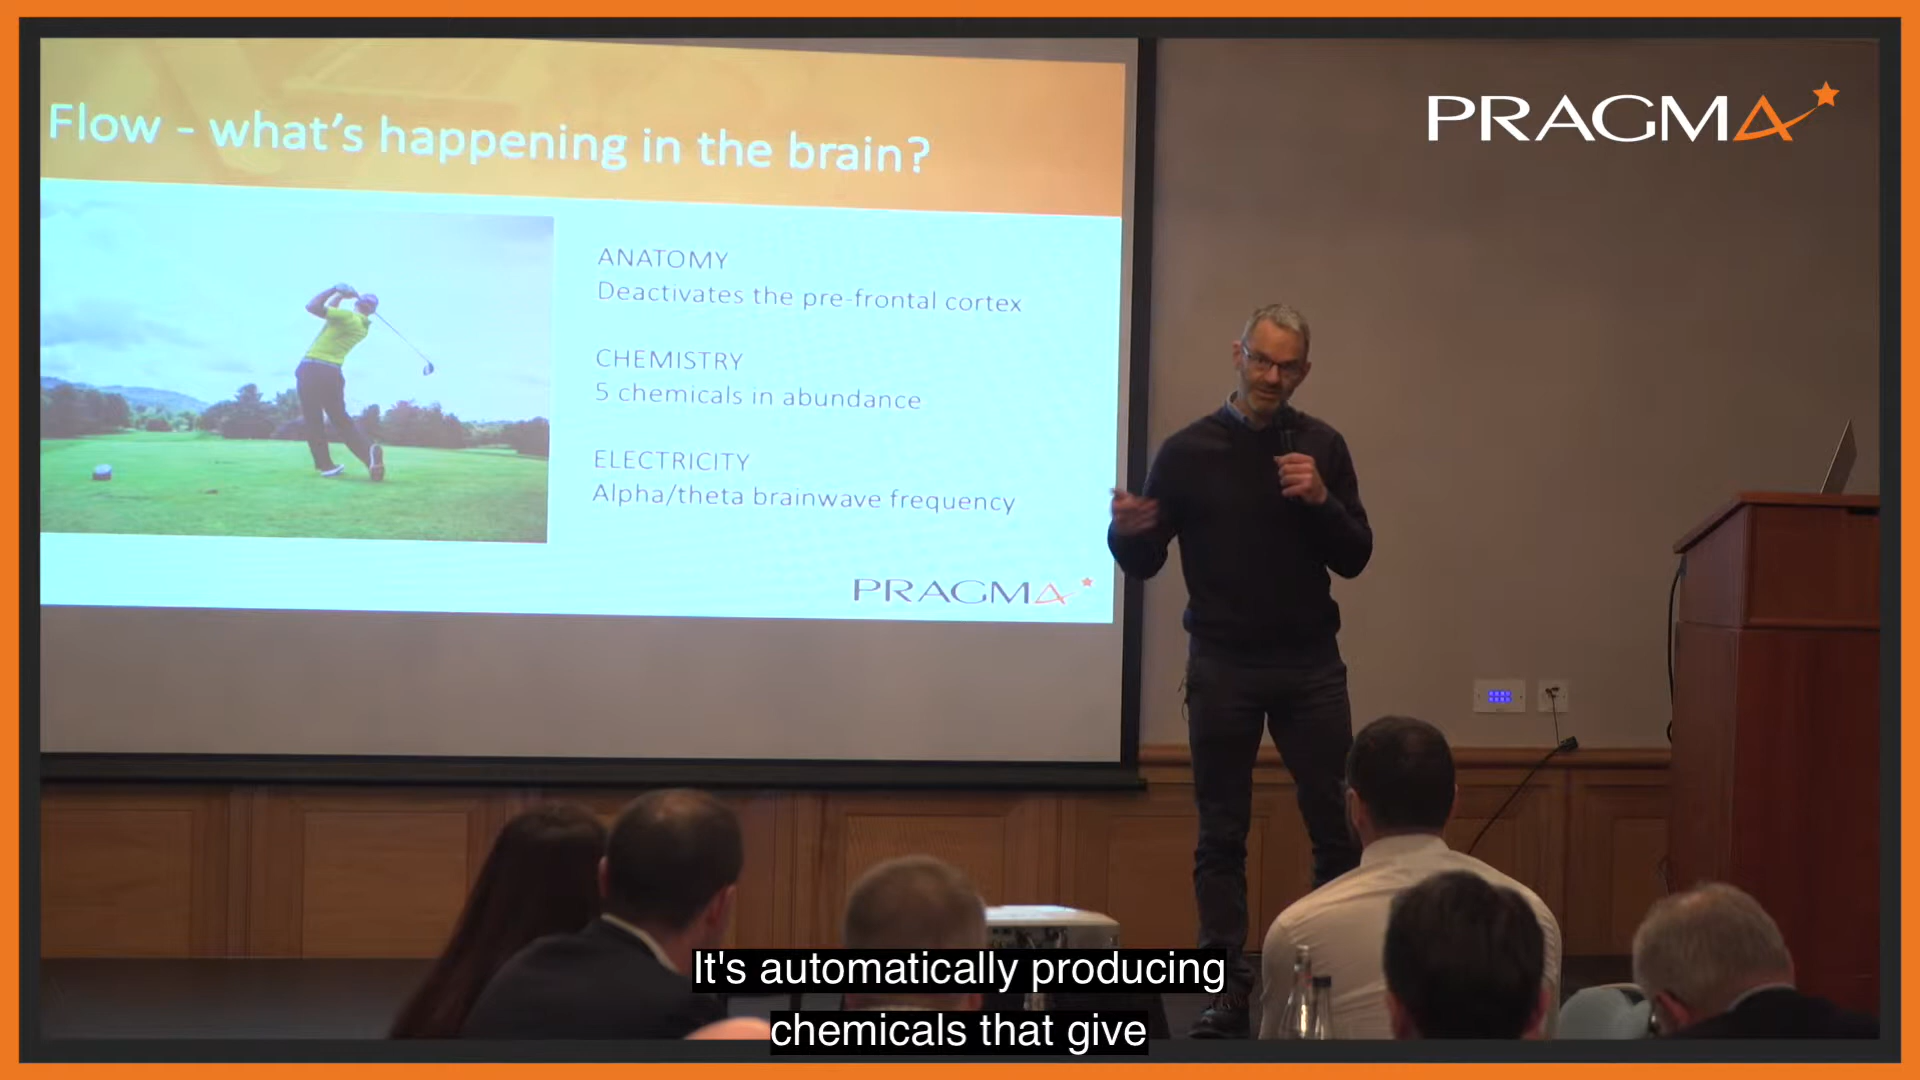 Flow - what's happening in the brain?
PRAGMA
ANATOMY
Deactivates the pre-frontal cortex
CHEMISTRY
5 chemicals in abundance
ELECTRICITY
Alpha/theta brainwave frequency
PRAGMA
It's automatically producing
chemicals that give